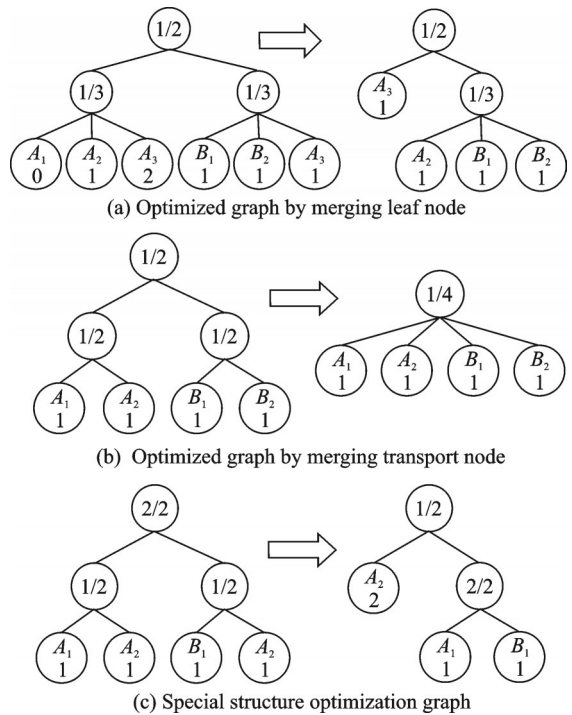 1/2 1/2
A₃
1
1/3 1/3 1/3
A₁ A₂ A₃ B₁ B₂ A₃ A₂ B₁ B₂
0 1 2 1 1 1 1 1 1
(a) Optimized graph by merging leaf node
1/2
1/4
1/2 1/2
A₁ A₂ B₁ B₂
1 1 1 1
A₁ A₂ B₁ B₂
1 1 1 1
(b) Optimized graph by merging transport node
2/2 1/2
1/2 1/2 A₂ 2/2
2
A₁ A₂ B₁ A₂ A₁ B₁
1 1 1 1 1 1
(c) Special structure optimization graph